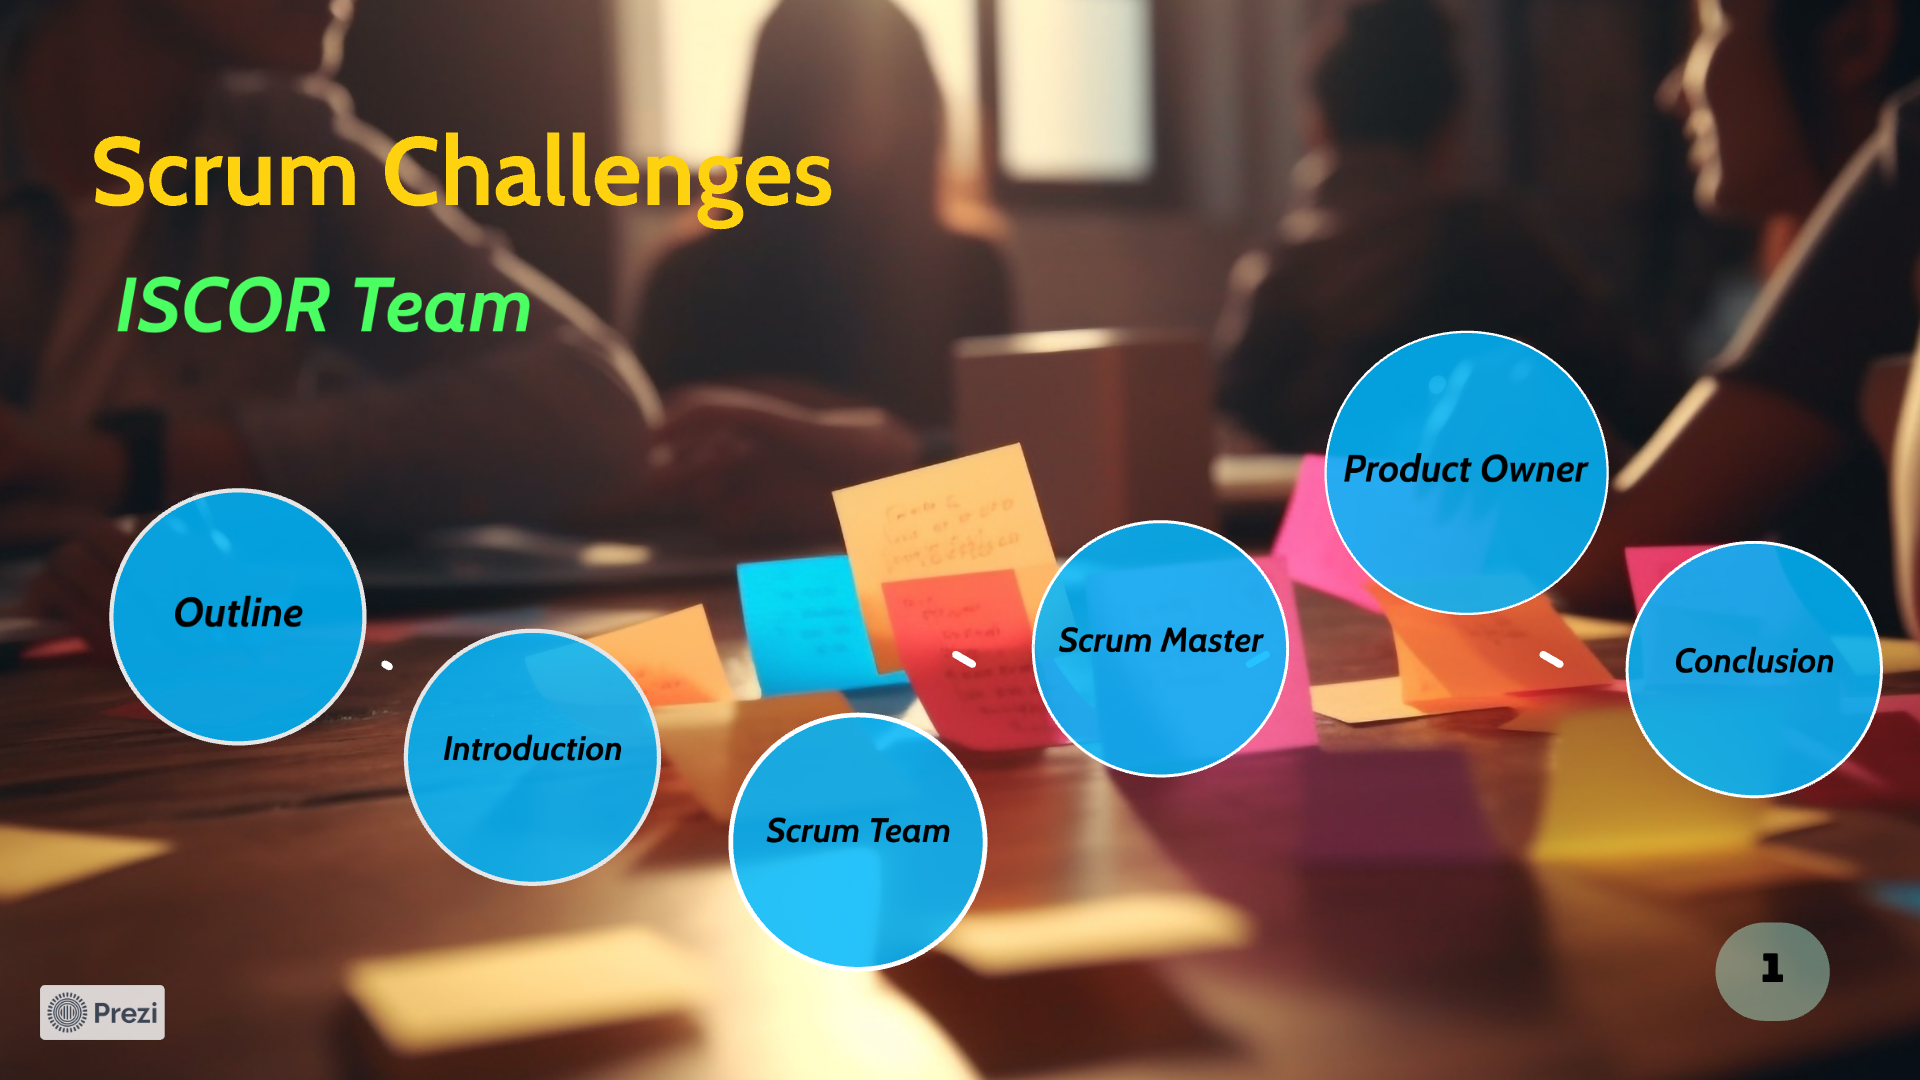 Scrum Challenges
ISCOR Team
Outline
Introduction
Scrum Team
Scrum Master
Product Owner
Conclusion
1
Prezi